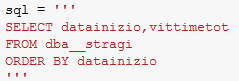 sql = '''
SELECT datainizio,vittimetot
FROM dba__stragi
ORDER BY datainizio
'''